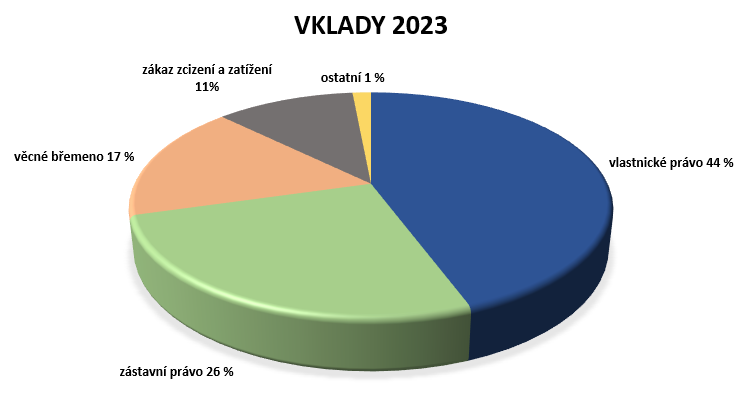 VKLADY 2023
zákaz zcizení a zatížení
11%
ostatní 1 %
věcné břemeno 17 %
vlastnické právo 44 %
zástavní právo 26 %